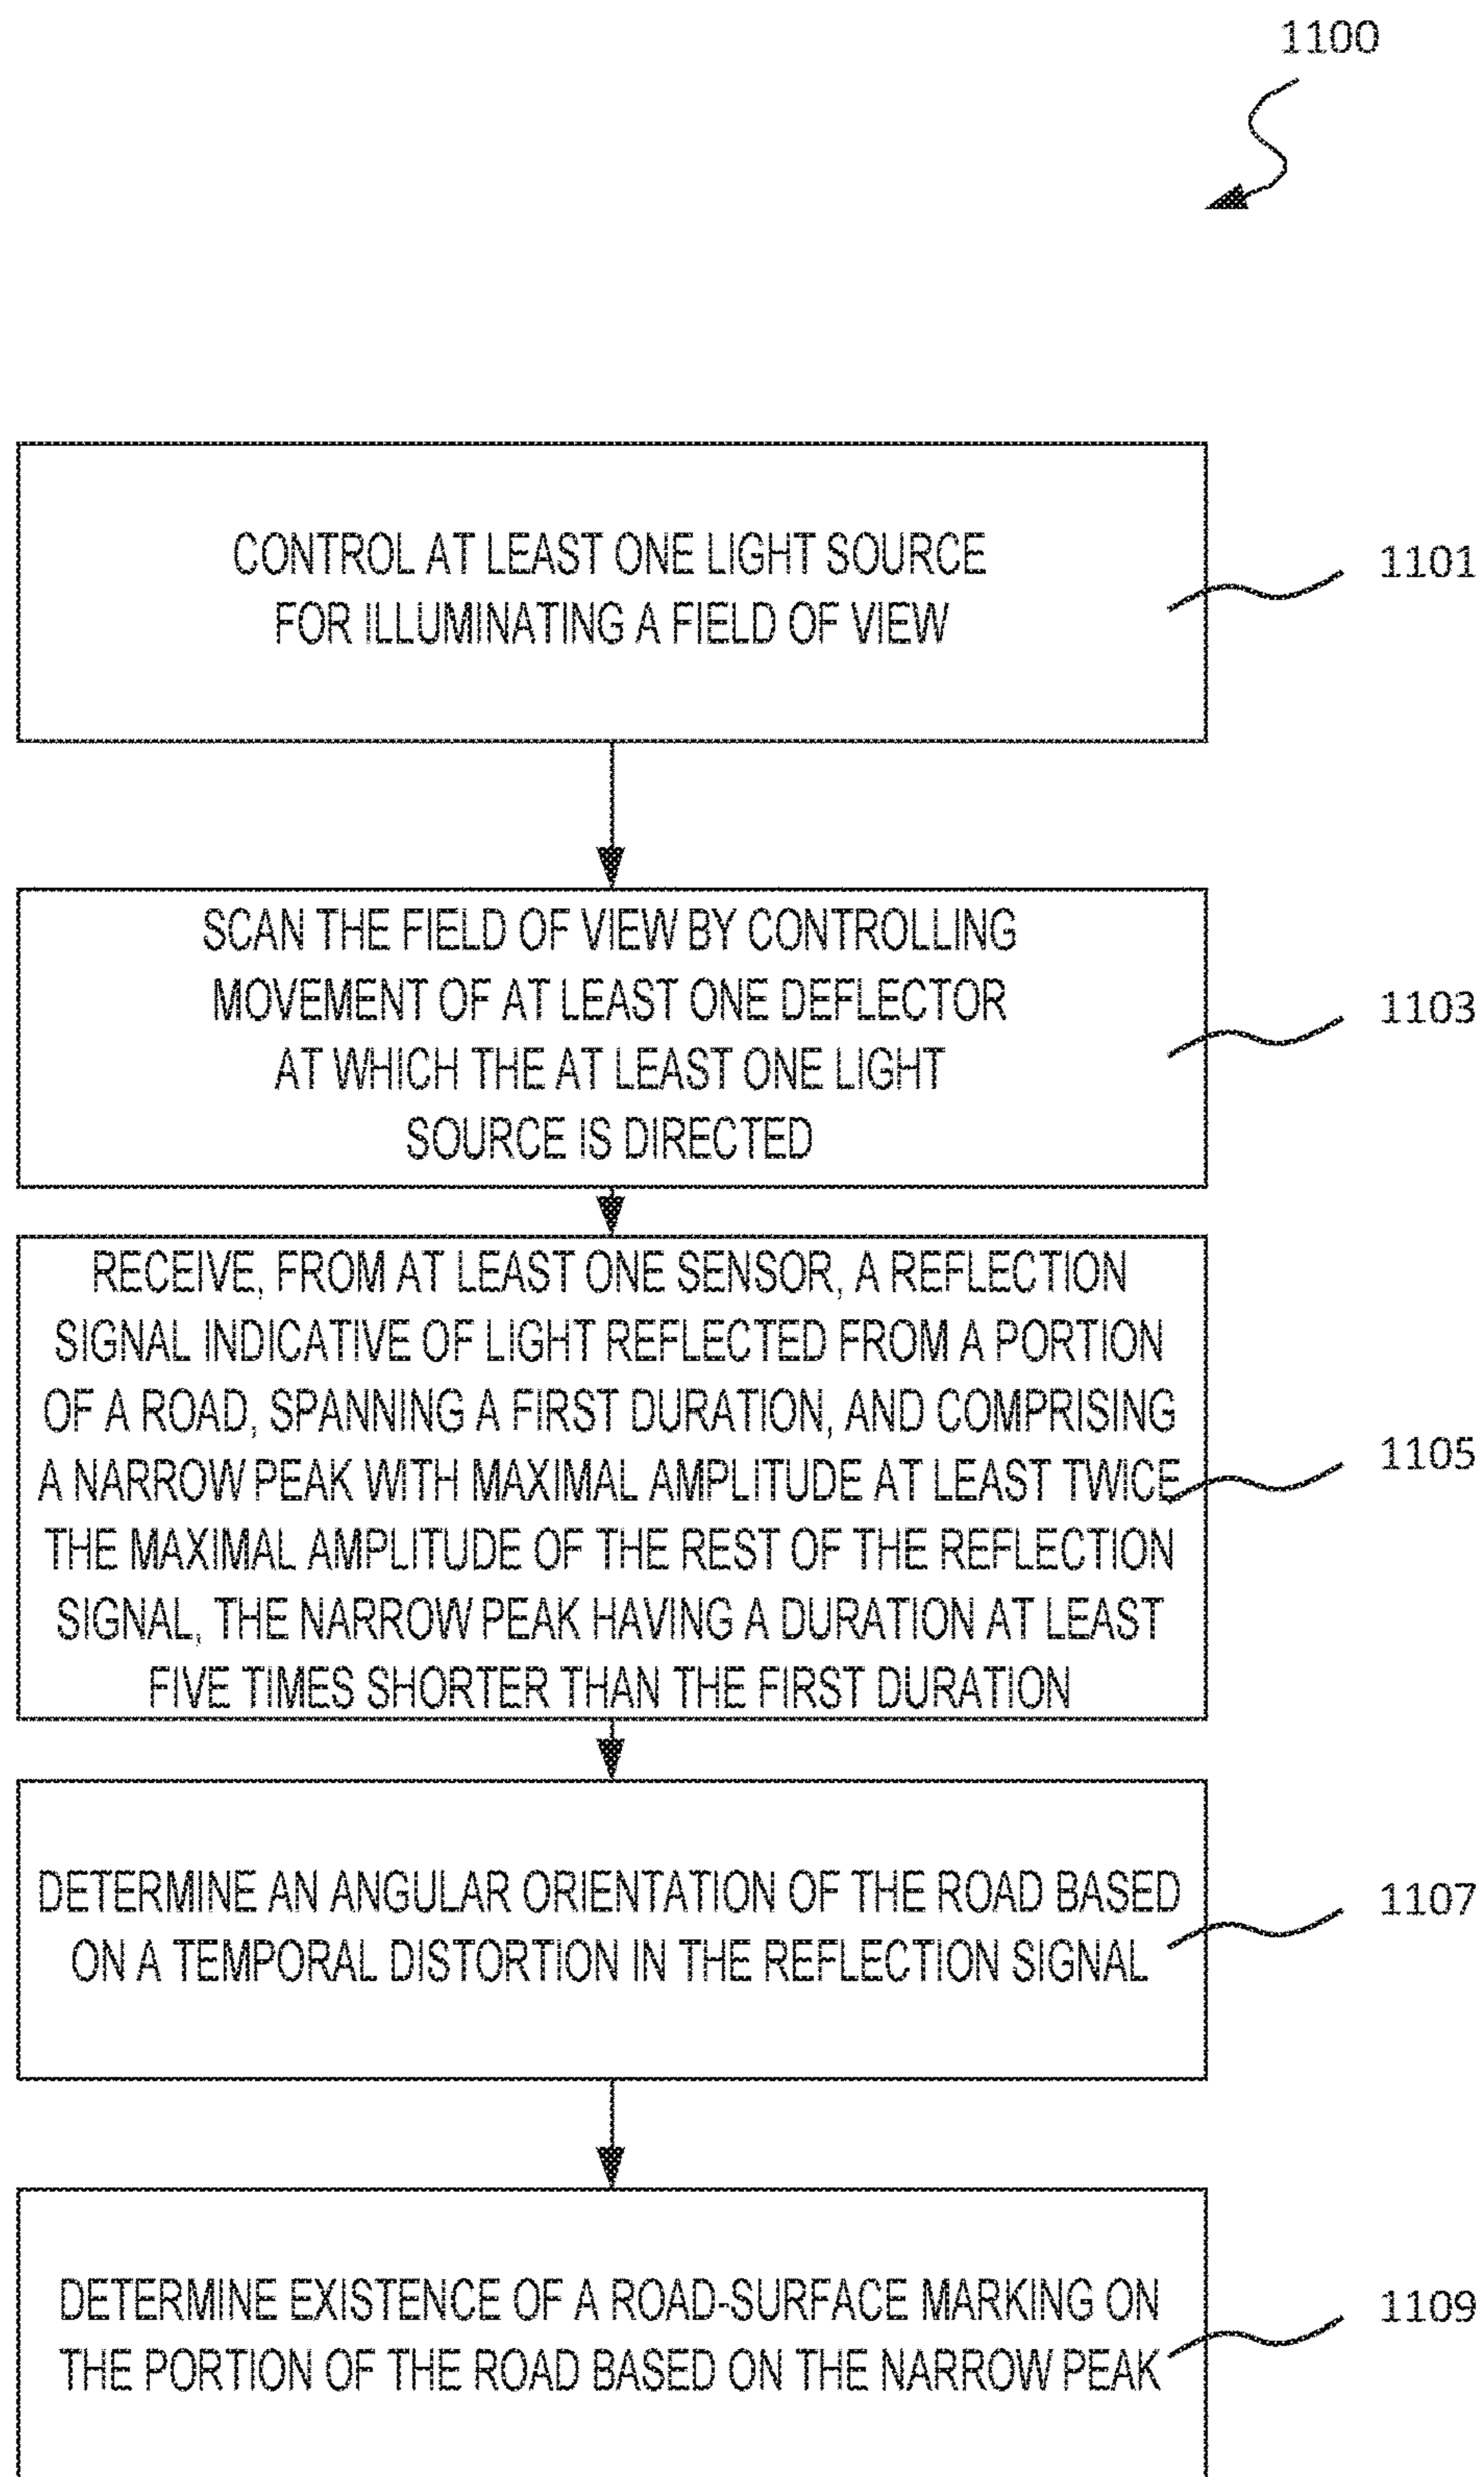 1100
CONTROL AT LEAST ONE LIGHT SOURCE
FOR ILLUMINATING A FIELD OF VIEW
1101
SCAN THE FIELD OF VIEW BY CONTROLLING
MOVEMENT OF AT LEAST ONE DEFLECTOR
AT WHICH THE AT LEAST ONE LIGHT
SOURCE IS DIRECTED
1103
RECEIVE, FROM AT LEAST ONE SENSOR, A REFLECTION
SIGNAL INDICATIVE OF LIGHT REFLECTED FROM A PORTION
OF A ROAD, SPANNING A FIRST DURATION, AND COMPRISING
A NARROW PEAK WITH MAXIMAL AMPLITUDE AT LEAST TWICE
THE MAXIMAL AMPLITUDE OF THE REST OF THE REFLECTION
SIGNAL, THE NARROW PEAK HAVING A DURATION AT LEAST
FIVE TIMES SHORTER THAN THE FIRST DURATION
1105
DETERMINE AN ANGULAR ORIENTATION OF THE ROAD BASED
ON A TEMPORAL DISTORTION IN THE REFLECTION SIGNAL
1107
DETERMINE EXISTENCE OF A ROAD-SURFACE MARKING ON
THE PORTION OF THE ROAD BASED ON THE NARROW PEAK
1109